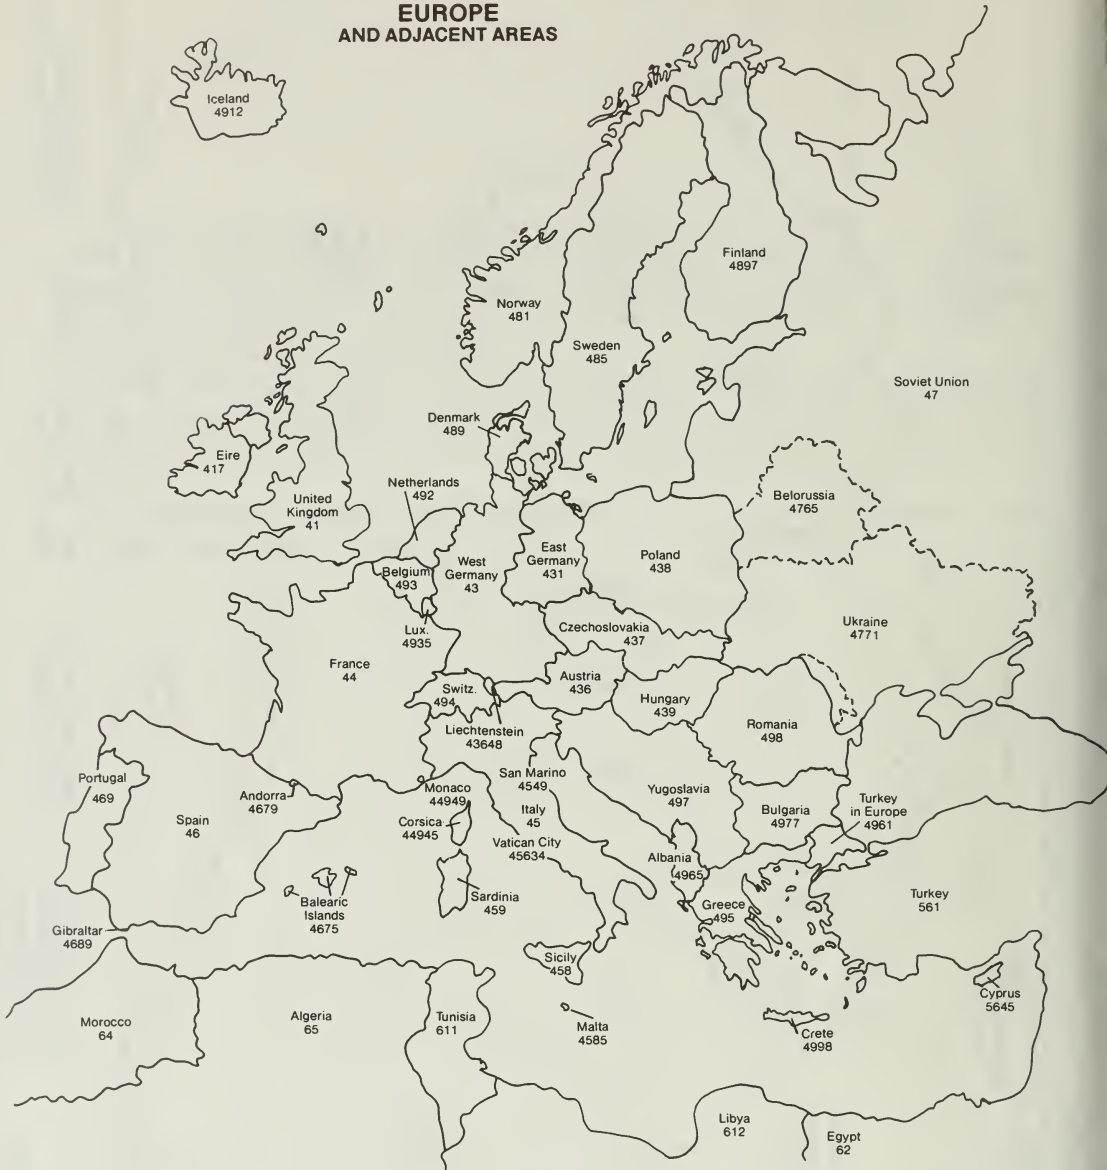 EUROPE
AND ADJACENT AREAS
Iceland
4912
Finland
4897
Norway
481
Sweden
485
Soviet Union
47
Denmark
489
Eire
417
Netherlands
492
United
Kingdom
41
Belorussia
4765
East
Germany
431
West
Germany
43
Poland
438
Belgium
493
Lux.
4935
Czechoslovakia
437
Ukraine
4771
France
44
Austria
436
Switz.
494
Hungary
439
Liechtenstein
43648
Romania
498
Portugal
469
Andorra
4679
Monaco
44949
San Marino
4549
Yugoslavia
497
Spain
46
Corsica
44945
Italy
45
Bulgaria
4977
Turkey
in Europe
4961
Vatican City
45634
Albania
4965
Sardinia
459
Balearic
Islands
4675
Greece
495
Turkey
561
Gibraltar
4689
Sicily
458
Cyprus
5645
Morocco
64
Algeria
65
Tunisia
611
Malta
4585
Crete
4998
Libya
612
Egypt
62